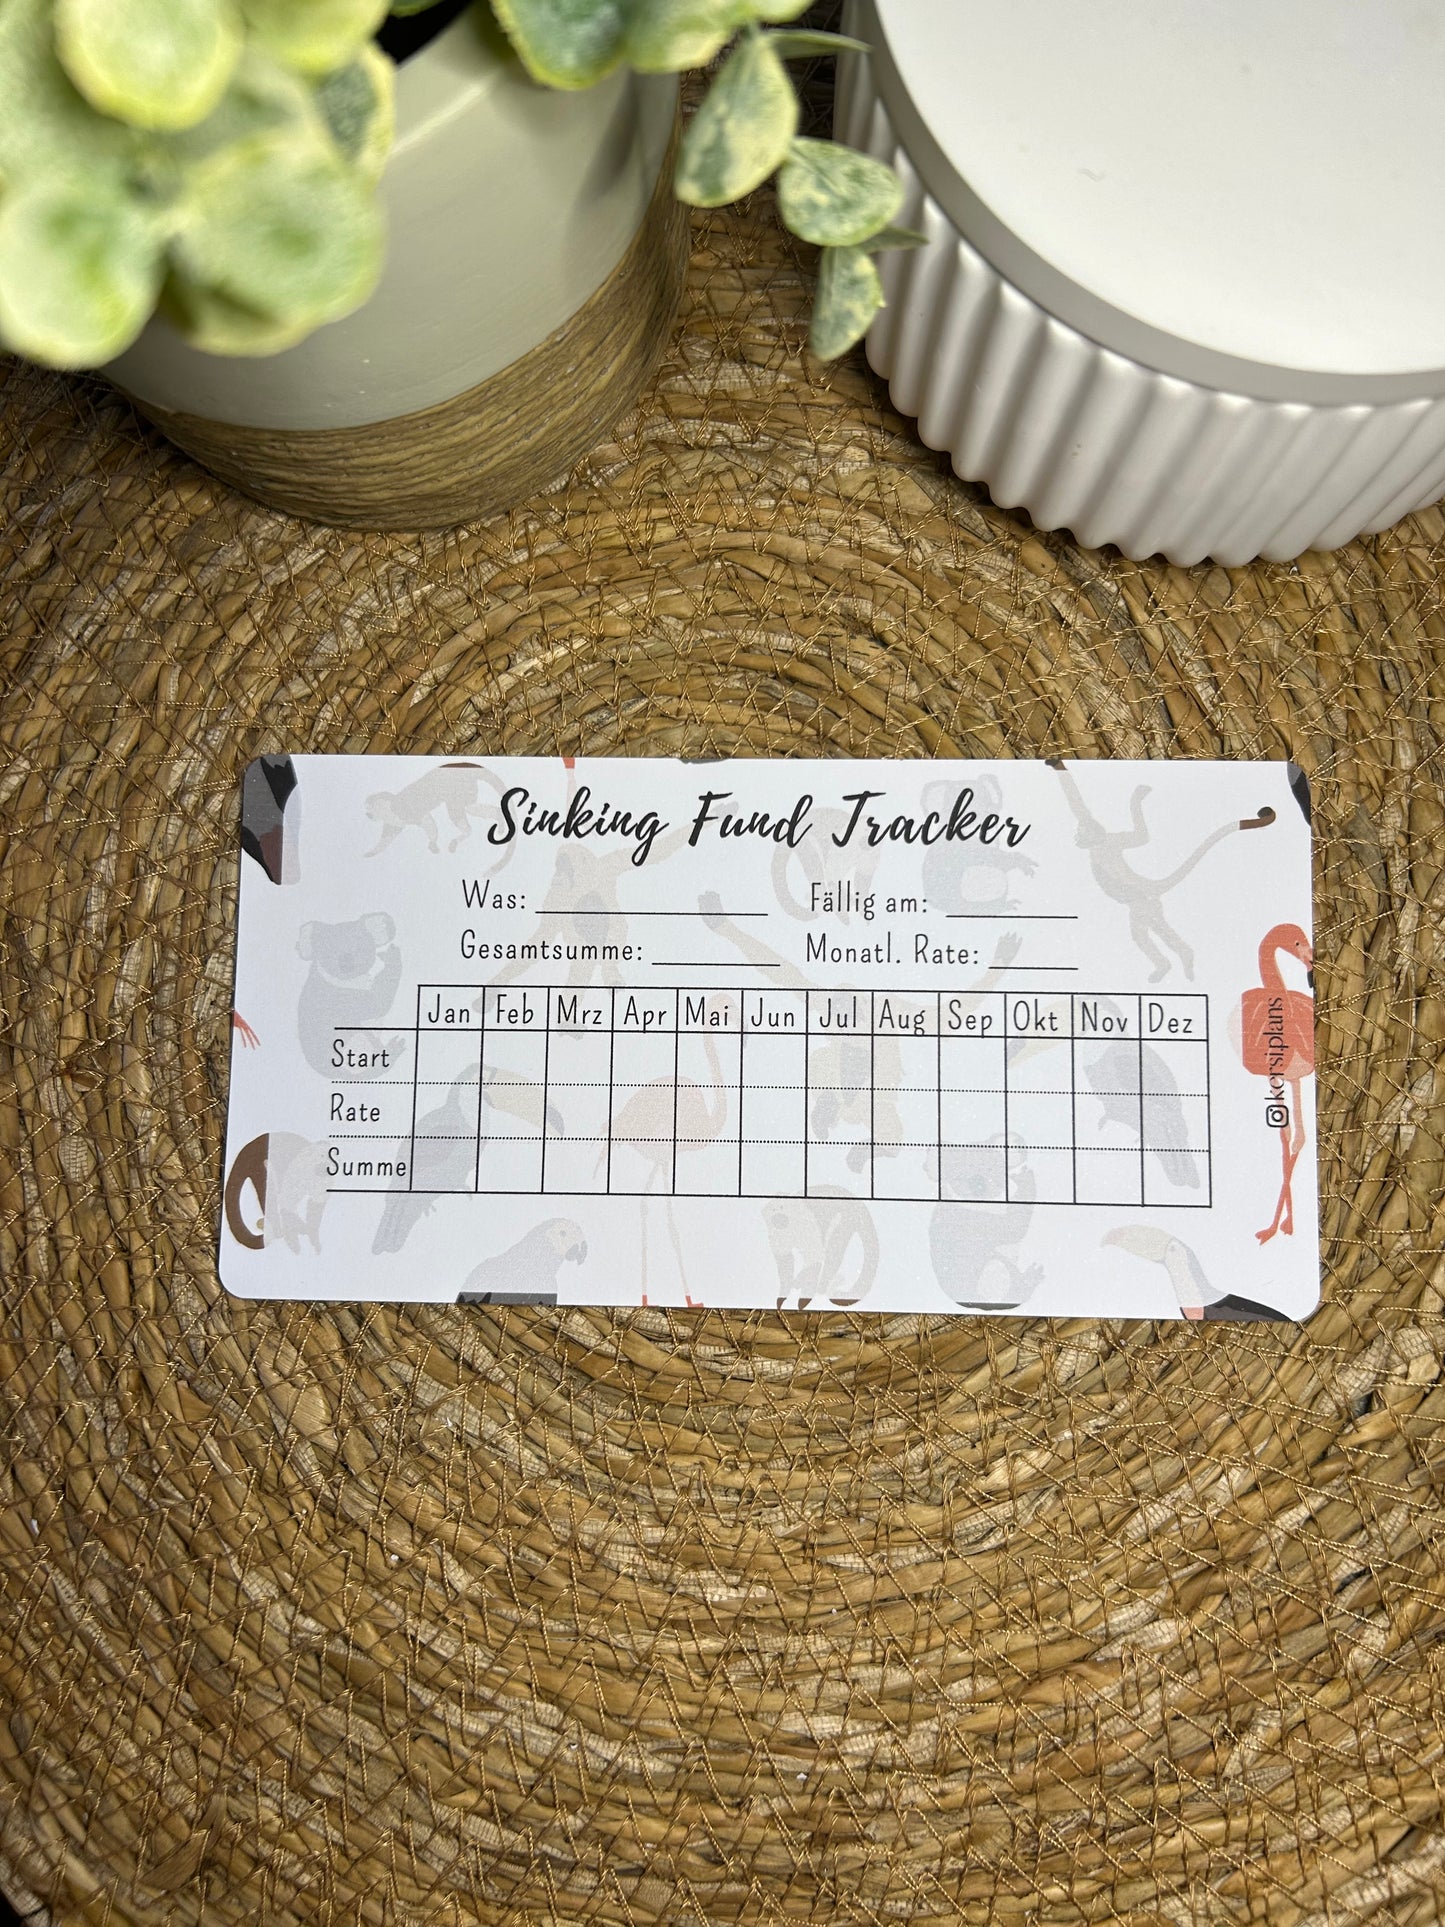 Sinking Fund Tracker
Was: Fällig am:
Gesamtsumme: Monatl. Rate:
Jan Feb Mrz Apr Mai Jun Jul Aug Sep Okt Nov Dez
Start
Rate
Summe
kersiplans